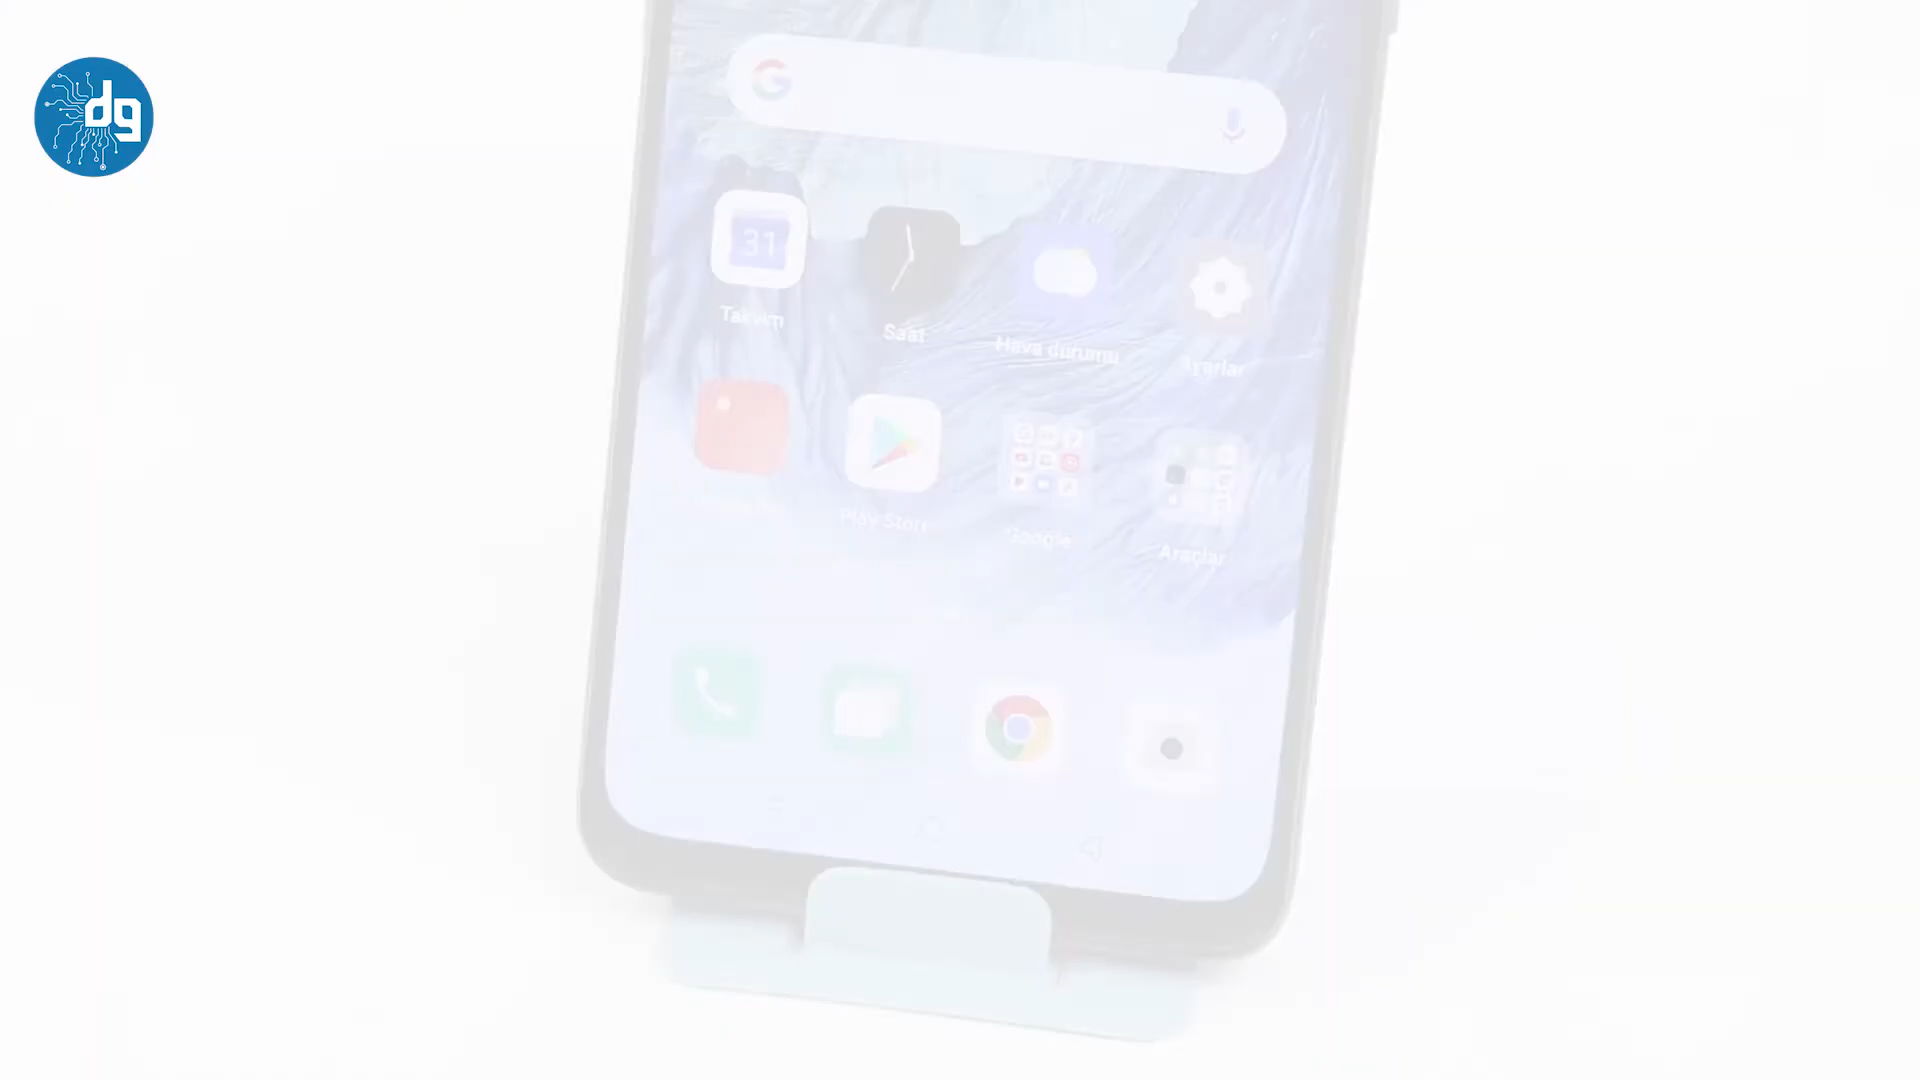 dg
G
31
Takvim
Saat
Hava durumu
Ayarlar
Play Store
Google
Araçlar